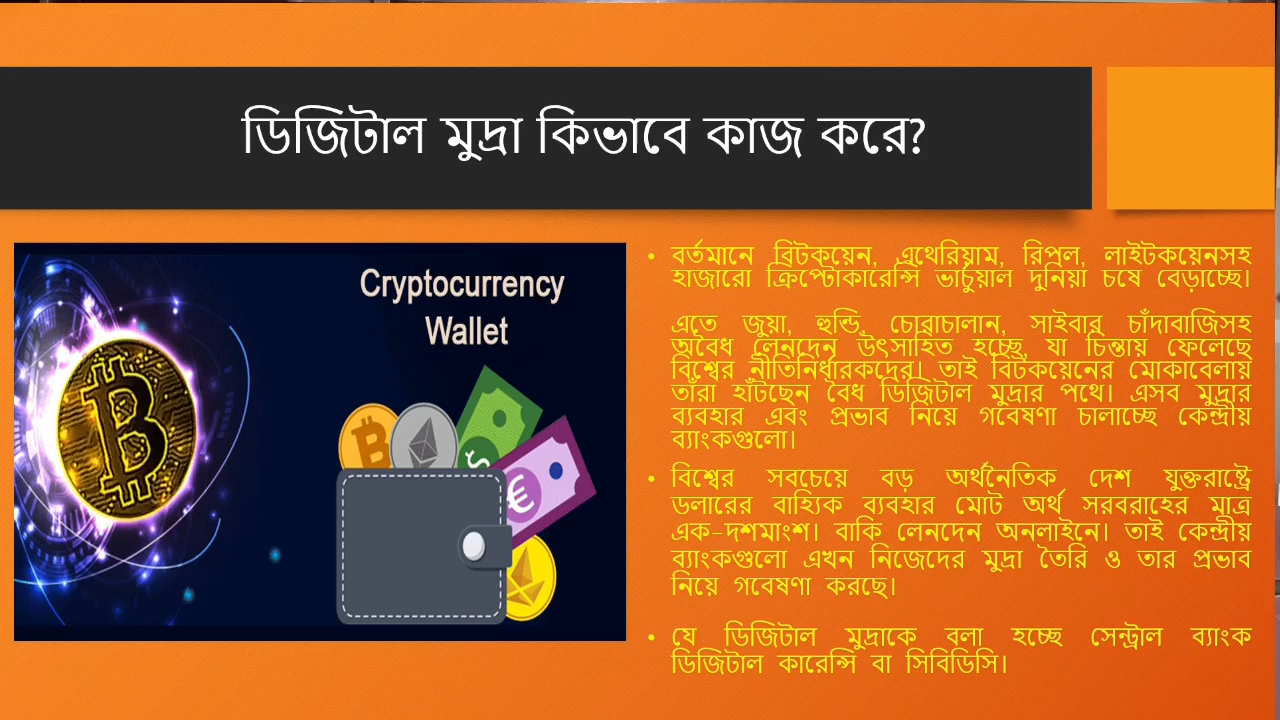 ডিজিটাল মুদ্রা কিভাবে কাজ করে?
Cryptocurrency
Wallet
• বর্তমানে বিটকয়েন, এথেরিয়াম, রিপল, লাইটকয়েনসহ
হাজারো ক্রিপ্টোকারেন্সি ভার্চুয়াল দুনিয়া চষে বেড়াচ্ছে।
এতে জুয়া, হুন্ডি, চোরাচালান, সাইবার চাঁদাবাজিসহ
অবৈধ লেনদেন উৎসাহিত হচ্ছে, যা চিন্তায় ফেলেছে
বিশ্বের নীতিনির্ধারকদের। তাই বিটকয়েনের মোকাবেলায়
তাঁরা হাঁটছেন বৈধ ডিজিটাল মুদ্রার পথে। এসব মুদ্রার
ব্যবহার এবং প্রভাব নিয়ে গবেষণা চালাচ্ছে কেন্দ্রীয়
ব্যাংকগুলো।
• বিশ্বের সবচেয়ে বড় অর্থনৈতিক দেশ যুক্তরাষ্ট্রে
ডলারের বাহ্যিক ব্যবহার মোট অর্থ সরবরাহের মাত্র
এক-দশমাংশ। বাকি লেনদেন অনলাইনে। তাই কেন্দ্রীয়
ব্যাংকগুলো এখন নিজেদের মুদ্রা তৈরি ও তার প্রভাব
নিয়ে গবেষণা করছে।
• যে ডিজিটাল মুদ্রাকে বলা হচ্ছে সেন্ট্রাল ব্যাংক
ডিজিটাল কারেন্সি বা সিবিডিসি।